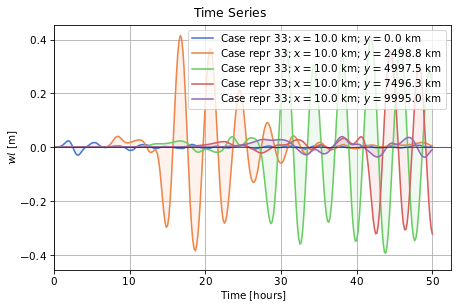 Time Series
Case repr 33; x = 10.0 km; y = 0.0 km
Case repr 33; x = 10.0 km; y = 2498.8 km
Case repr 33; x = 10.0 km; y = 4997.5 km
Case repr 33; x = 10.0 km; y = 7496.3 km
Case repr 33; x = 10.0 km; y = 9995.0 km
wl [m]
0.4
0.2
0.0
−0.2
−0.4
0 10 20 30 40 50
Time [hours]